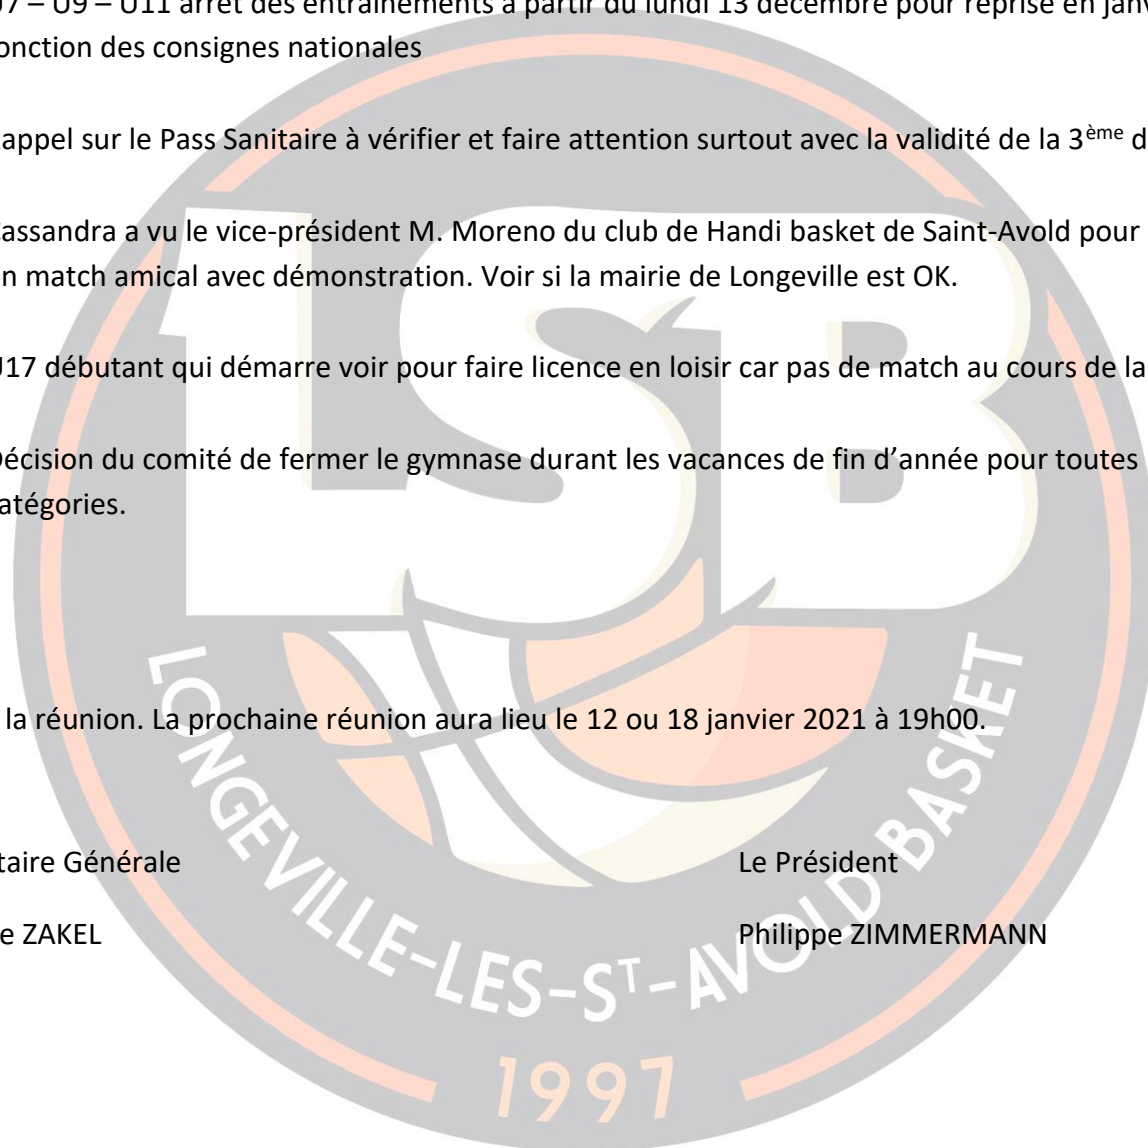 U7 – U9 – U11 arrêt des entraînements à partir du lundi 13 décembre pour reprise en janv
onction des consignes nationales
appel sur le Pass Sanitaire à vérifier et faire attention surtout avec la validité de la 3ème d
assandra a vu le vice-président M. Moreno du club de Handi basket de Saint-Avold pour
n match amical avec démonstration. Voir si la mairie de Longeville est OK.
U17 débutant qui démarre voir pour faire licence en loisir car pas de match au cours de la
Décision du comité de fermer le gymnase durant les vacances de fin d’année pour toutes
atégories.
la réunion. La prochaine réunion aura lieu le 12 ou 18 janvier 2021 à 19h00.
taire Générale
Le Président
e ZAKEL
Philippe ZIMMERMANN
LSB
LONGEVILLE-LES-ST-AVOLD BASKET
1997